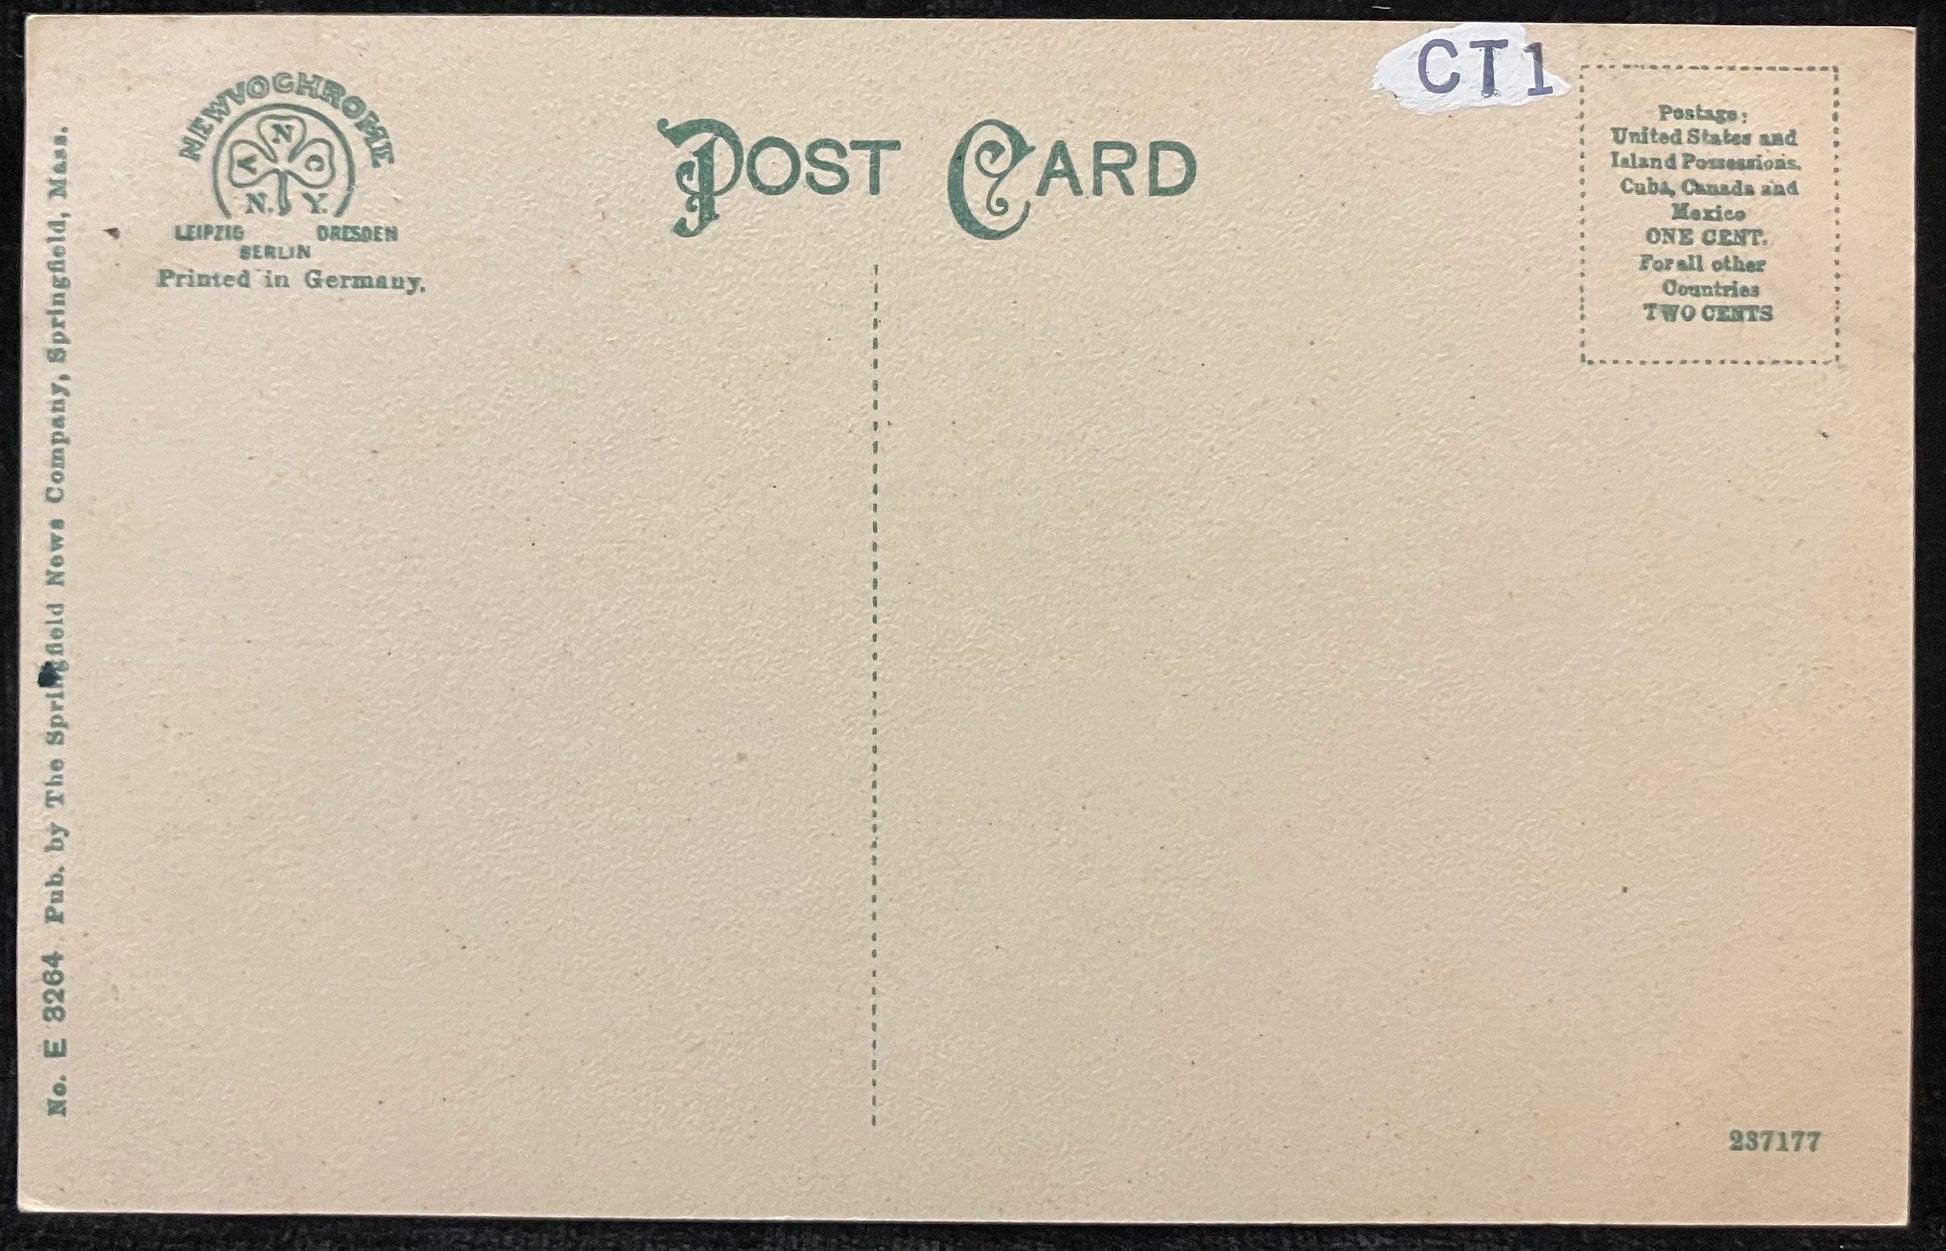 CT1
NEWVOCHROME
A N C
N. Y.
LEIPZIG DRESDEN
BERLIN
Printed in Germany.
POST CARD
Postage:
United States and
Island Possessions.
Cuba, Canada and
Mexico
ONE CENT.
For all other
Countries
TWO CENTS
No. E 8264 Pub. by The Springfield News Company, Springfield, Mass.
237177